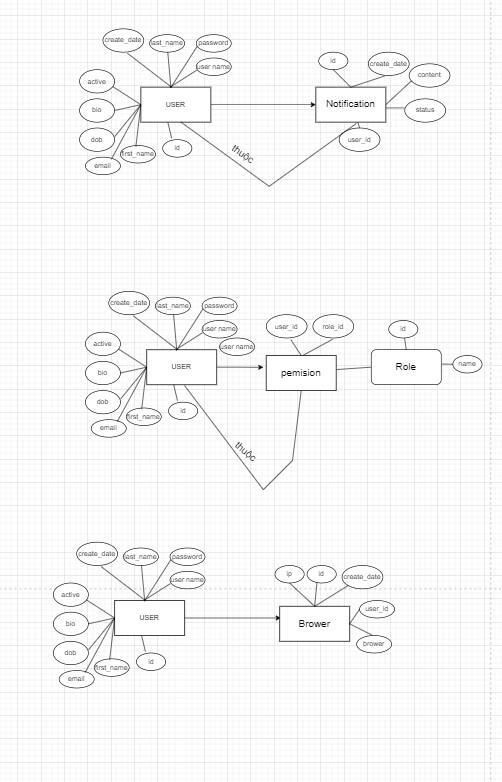 create_date
last_name
password
user name
active
bio
dob
email
first_name
id
USER
id
create_date
content
status
user_id
Notification
thuộc
create_date
last_name
password
user name
user name
active
bio
dob
email
first_name
id
USER
user_id
role_id
pemision
id
name
Role
thuộc
create_date
last_name
password
user name
active
bio
dob
email
first_name
id
USER
ip
id
create_date
user_id
brower
Brower